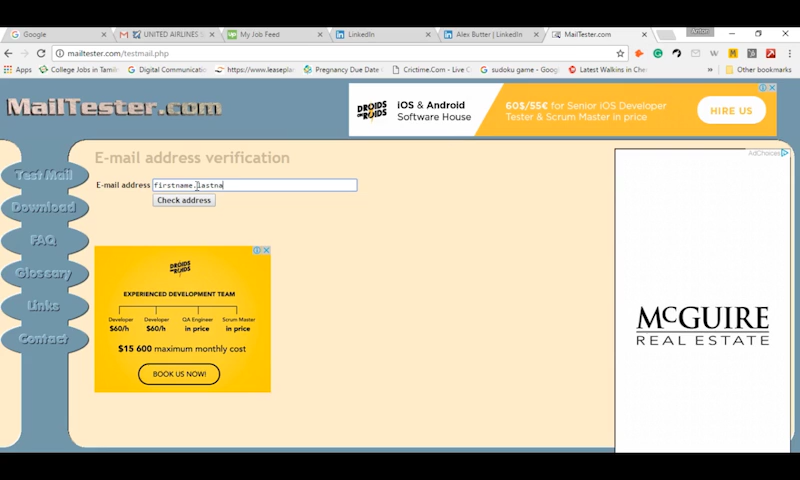 Google
UNITED AIRLINES S
My Job Feed
LinkedIn
Alex Butter | LinkedIn
MailTester.com
Anton
mailtester.com/testmail.php
Apps
College Jobs in Tamil
Digital Communicatio
https://www.leaseplan
Pregnancy Due Date
Crictime.Com - Live C
sudoku game - Goog
Latest Walkins in Che
»
Other bookmarks
MailTester.com
DROIDS ON ROIDS
iOS & Android
Software House
60$/55€ for Senior iOS Developer
Tester & Scrum Master in price
HIRE US
Test Mail
Download
FAQ
Glossary
Links
Contact
E-mail address verification
E-mail address firstname.lastna
Check address
DROIDS ON ROIDS
EXPERIENCED DEVELOPMENT TEAM
Developer Developer QA Engineer Scrum Master
$60/h $60/h in price in price
$15 600 maximum monthly cost
BOOK US NOW!
AdChoices
McGUIRE
REAL ESTATE